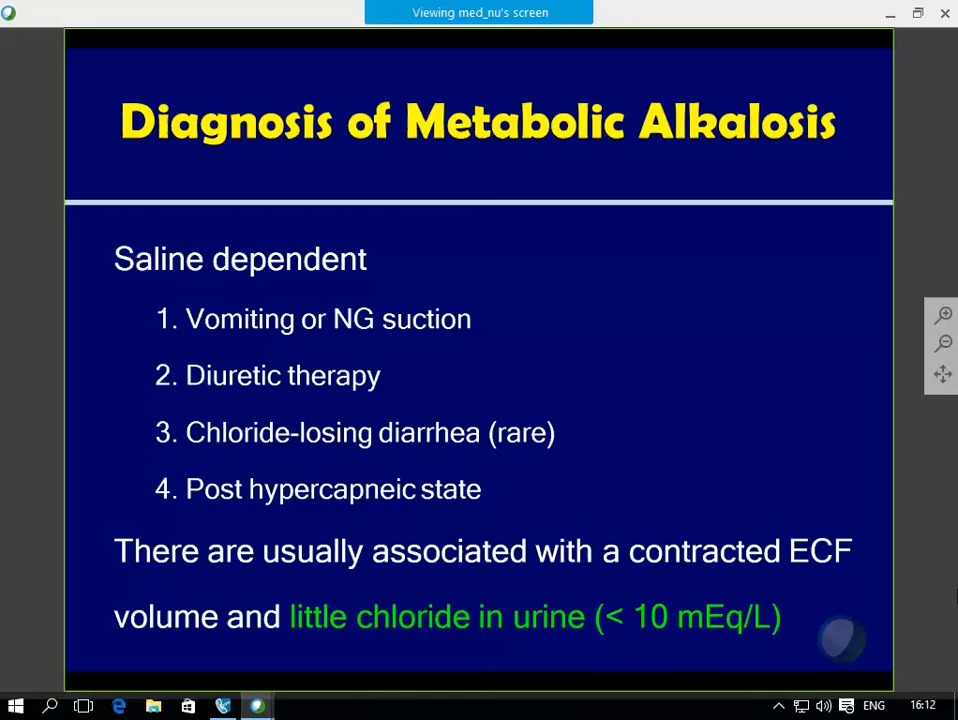 Viewing med_nu's screen
Diagnosis of Metabolic Alkalosis
Saline dependent
1. Vomiting or NG suction
2. Diuretic therapy
3. Chloride-losing diarrhea (rare)
4. Post hypercapneic state
There are usually associated with a contracted ECF
volume and little chloride in urine (< 10 mEq/L)
ENG
16:12